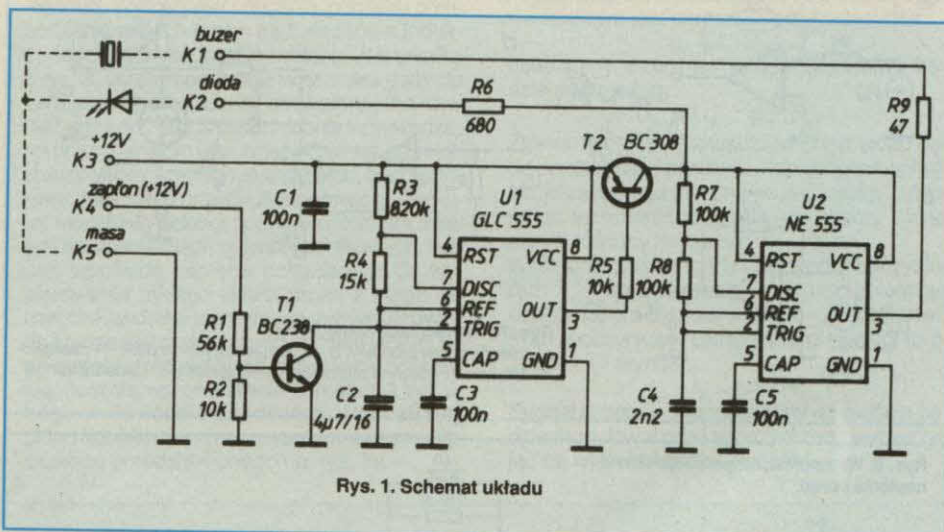 buzer
K1
dioda
K2
+12V
K3
zapłon (+12V)
K4
masa
K5
R6
680
R9
47
T2 BC308
C1
100n
R3
820k
R4
15k
U1
GLC 555
4 RST VCC 8
7 DISC
6 REF OUT 3
2 TRIG
5 CAP GND 1
R5
10k
R7
100k
R8
100k
U2
NE 555
4 RST VCC 8
7 DISC
6 REF OUT 3
2 TRIG
5 CAP GND 1
T1
BC238
R1
56k
R2
10k
C2
4µ7/16
C3
100n
C4
2n2
C5
100n
Rys. 1. Schemat układu